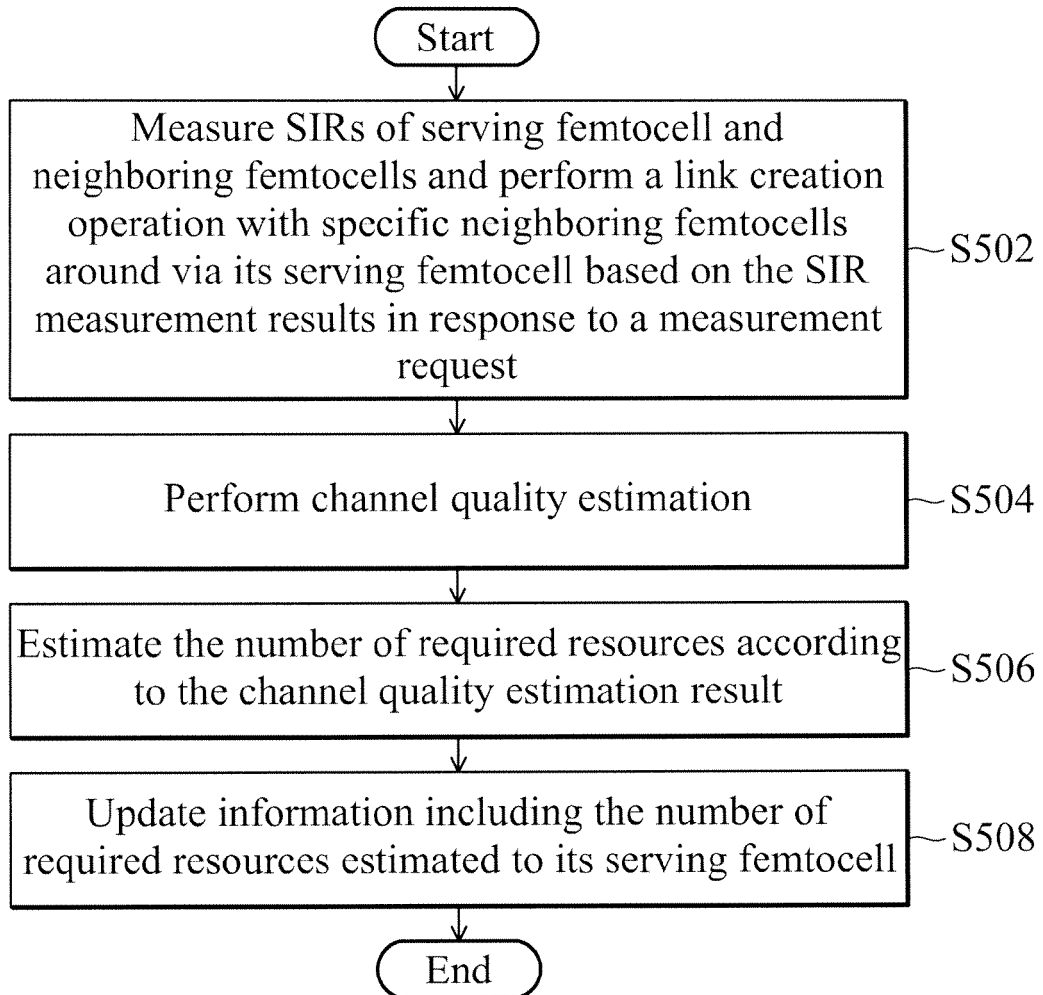 Start
Measure SIRs of serving femtocell and
neighboring femtocells and perform a link creation
operation with specific neighboring femtocells
around via its serving femtocell based on the SIR
measurement results in response to a measurement
request
S502
Perform channel quality estimation
S504
Estimate the number of required resources according
to the channel quality estimation result
S506
Update information including the number of
required resources estimated to its serving femtocell
S508
End